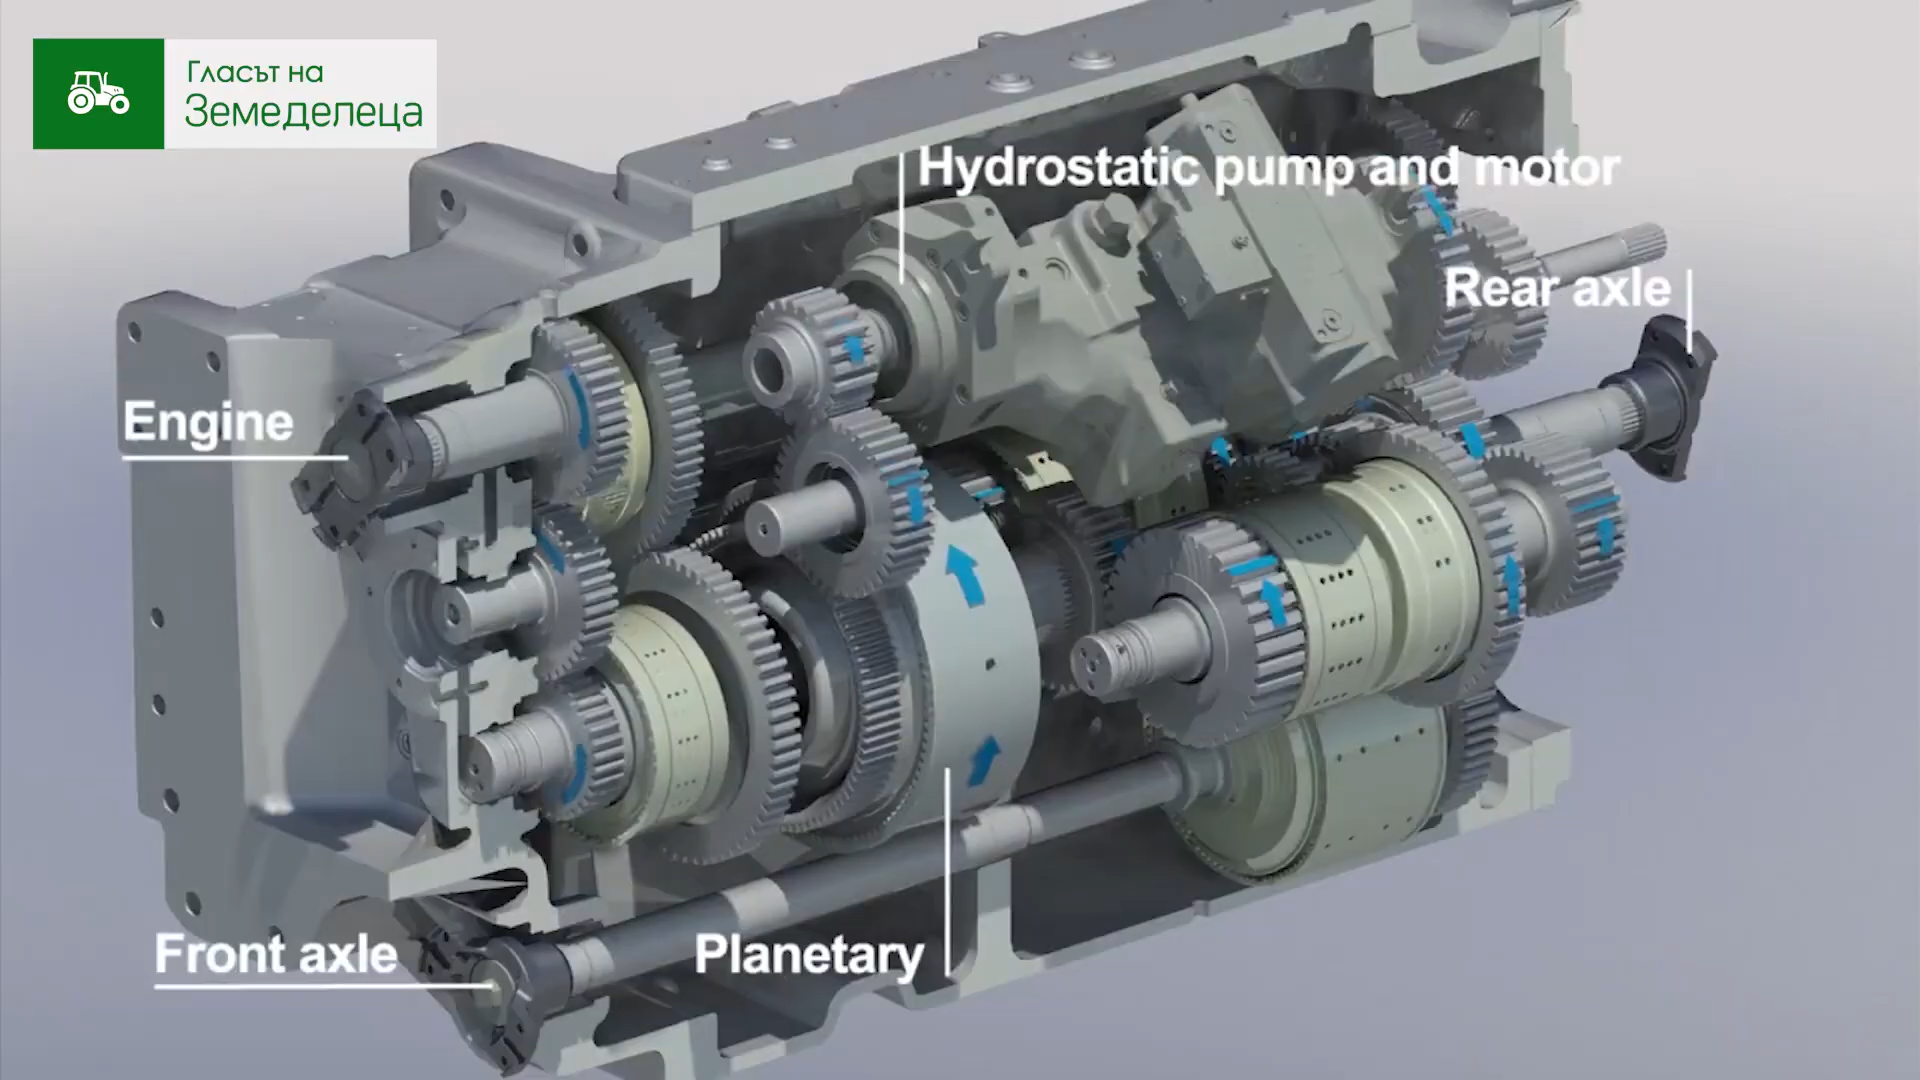 Гласът на
Земеделеца
Hydrostatic pump and motor
Rear axle
Engine
Front axle
Planetary